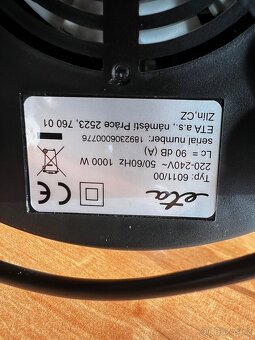 eta
Typ: 6011/00
220-240V~ 50/60Hz 1000 W
Lc = 90 dB (A)
serial number: 1892306000776
ETA a.s., náměstí Práce 2523, 760 01
Zlín,CZ